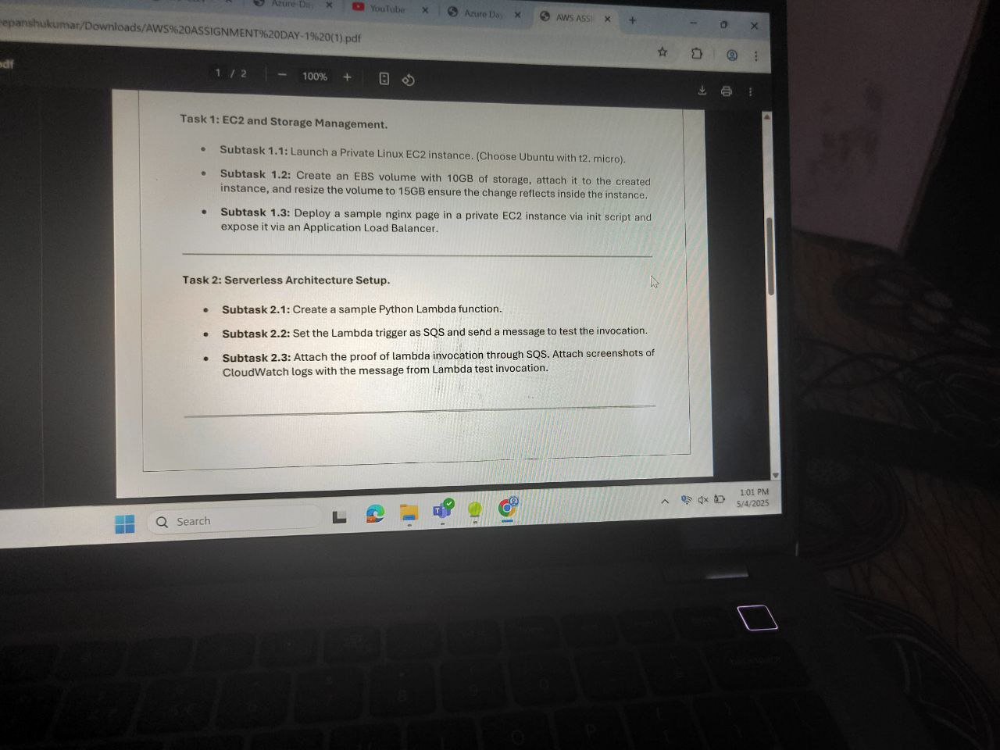 Azure-Day
YouTube
Azure Day
AWS ASSI
epanshukumar/Downloads/AWS%20ASSIGNMENT%20DAY-1%20(1).pdf
df
1 / 2
100%
Task 1: EC2 and Storage Management.
Subtask 1.1: Launch a Private Linux EC2 instance. (Choose Ubuntu with t2. micro).
Subtask 1.2: Create an EBS volume with 10GB of storage, attach it to the created
instance, and resize the volume to 15GB ensure the change reflects inside the instance.
Subtask 1.3: Deploy a sample nginx page in a private EC2 instance via init script and
expose it via an Application Load Balancer.
Task 2: Serverless Architecture Setup.
Subtask 2.1: Create a sample Python Lambda function.
Subtask 2.2: Set the Lambda trigger as SQS and send a message to test the invocation.
Subtask 2.3: Attach the proof of lambda invocation through SQS. Attach screenshots of
CloudWatch logs with the message from Lambda test invocation.
Search
1:01 PM
5/4/2025